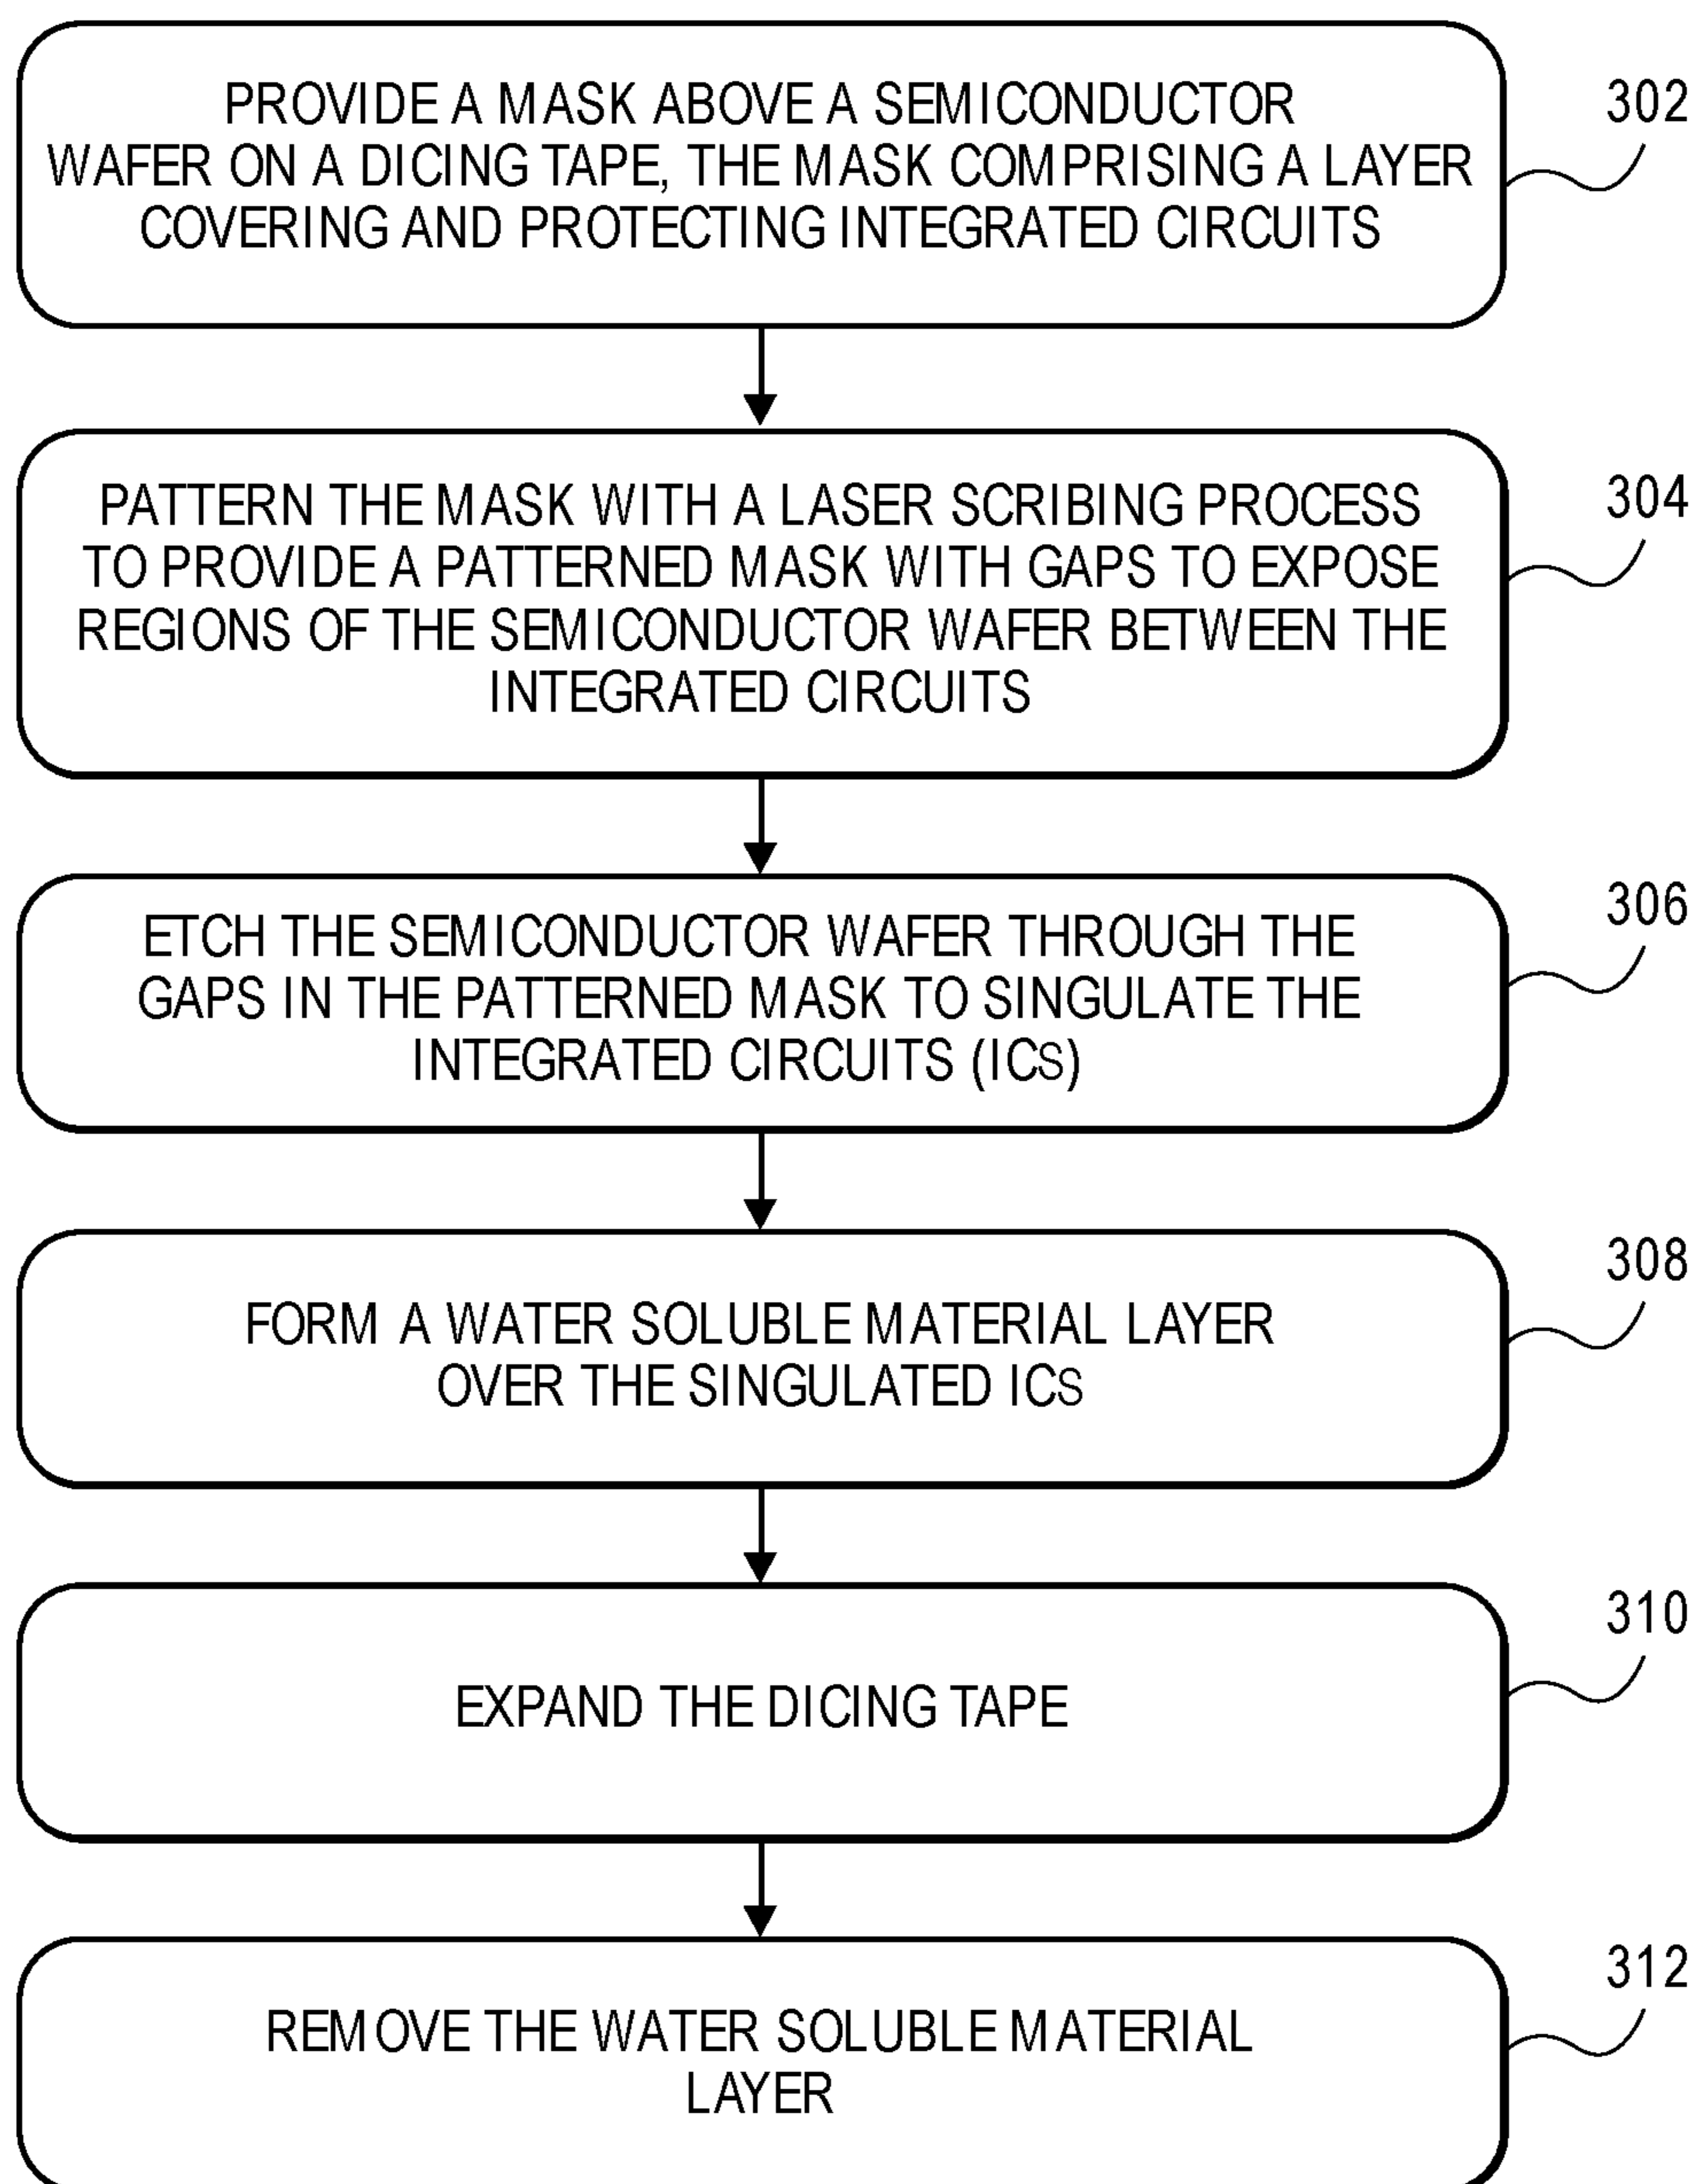 PROVIDE A MASK ABOVE A SEMICONDUCTOR
WAFER ON A DICING TAPE, THE MASK COMPRISING A LAYER
COVERING AND PROTECTING INTEGRATED CIRCUITS
302
PATTERN THE MASK WITH A LASER SCRIBING PROCESS
TO PROVIDE A PATTERNED MASK WITH GAPS TO EXPOSE
REGIONS OF THE SEMICONDUCTOR WAFER BETWEEN THE
INTEGRATED CIRCUITS
304
ETCH THE SEMICONDUCTOR WAFER THROUGH THE
GAPS IN THE PATTERNED MASK TO SINGULATE THE
INTEGRATED CIRCUITS (ICS)
306
FORM A WATER SOLUBLE MATERIAL LAYER
OVER THE SINGULATED ICS
308
EXPAND THE DICING TAPE
310
REMOVE THE WATER SOLUBLE MATERIAL
LAYER
312